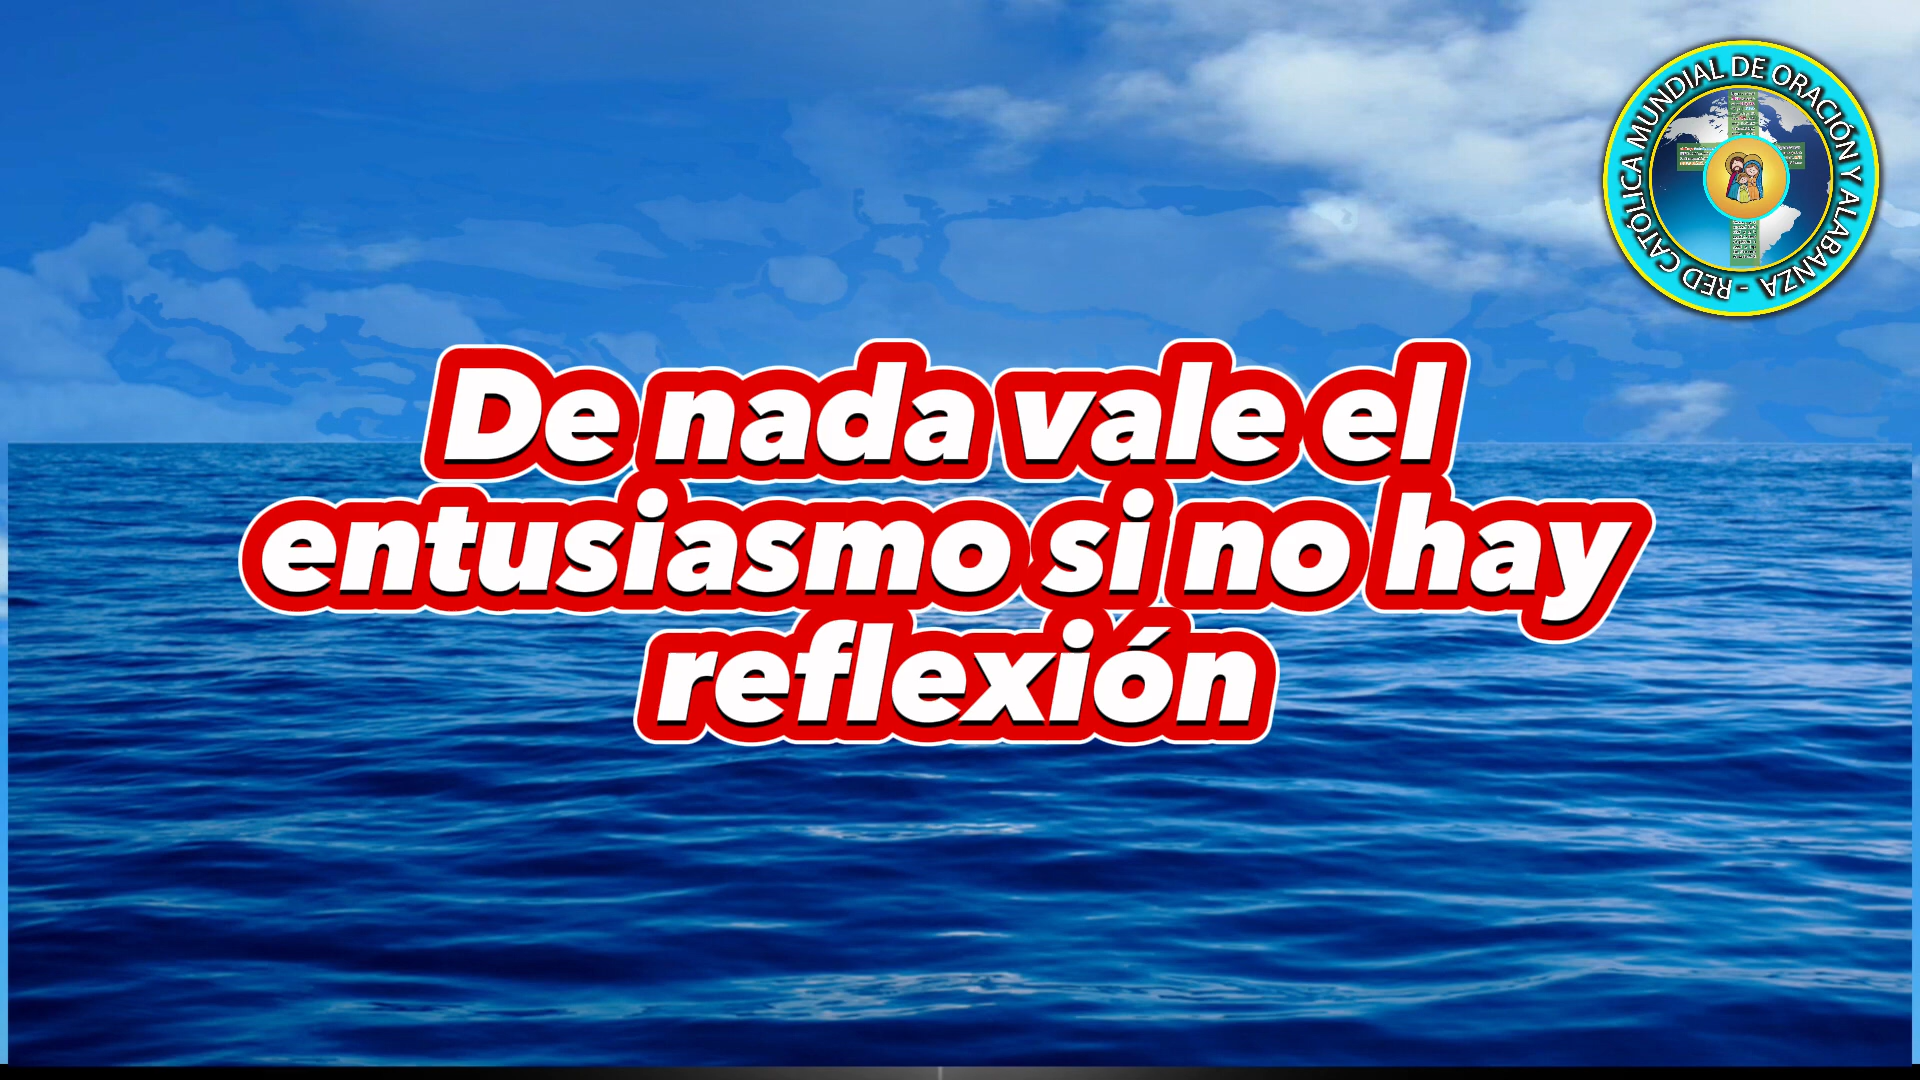 RED CATÓLICA MUNDIAL DE ORACIÓN Y ALABANZA -
De nada vale el
entusiasmo si no hay
reflexión